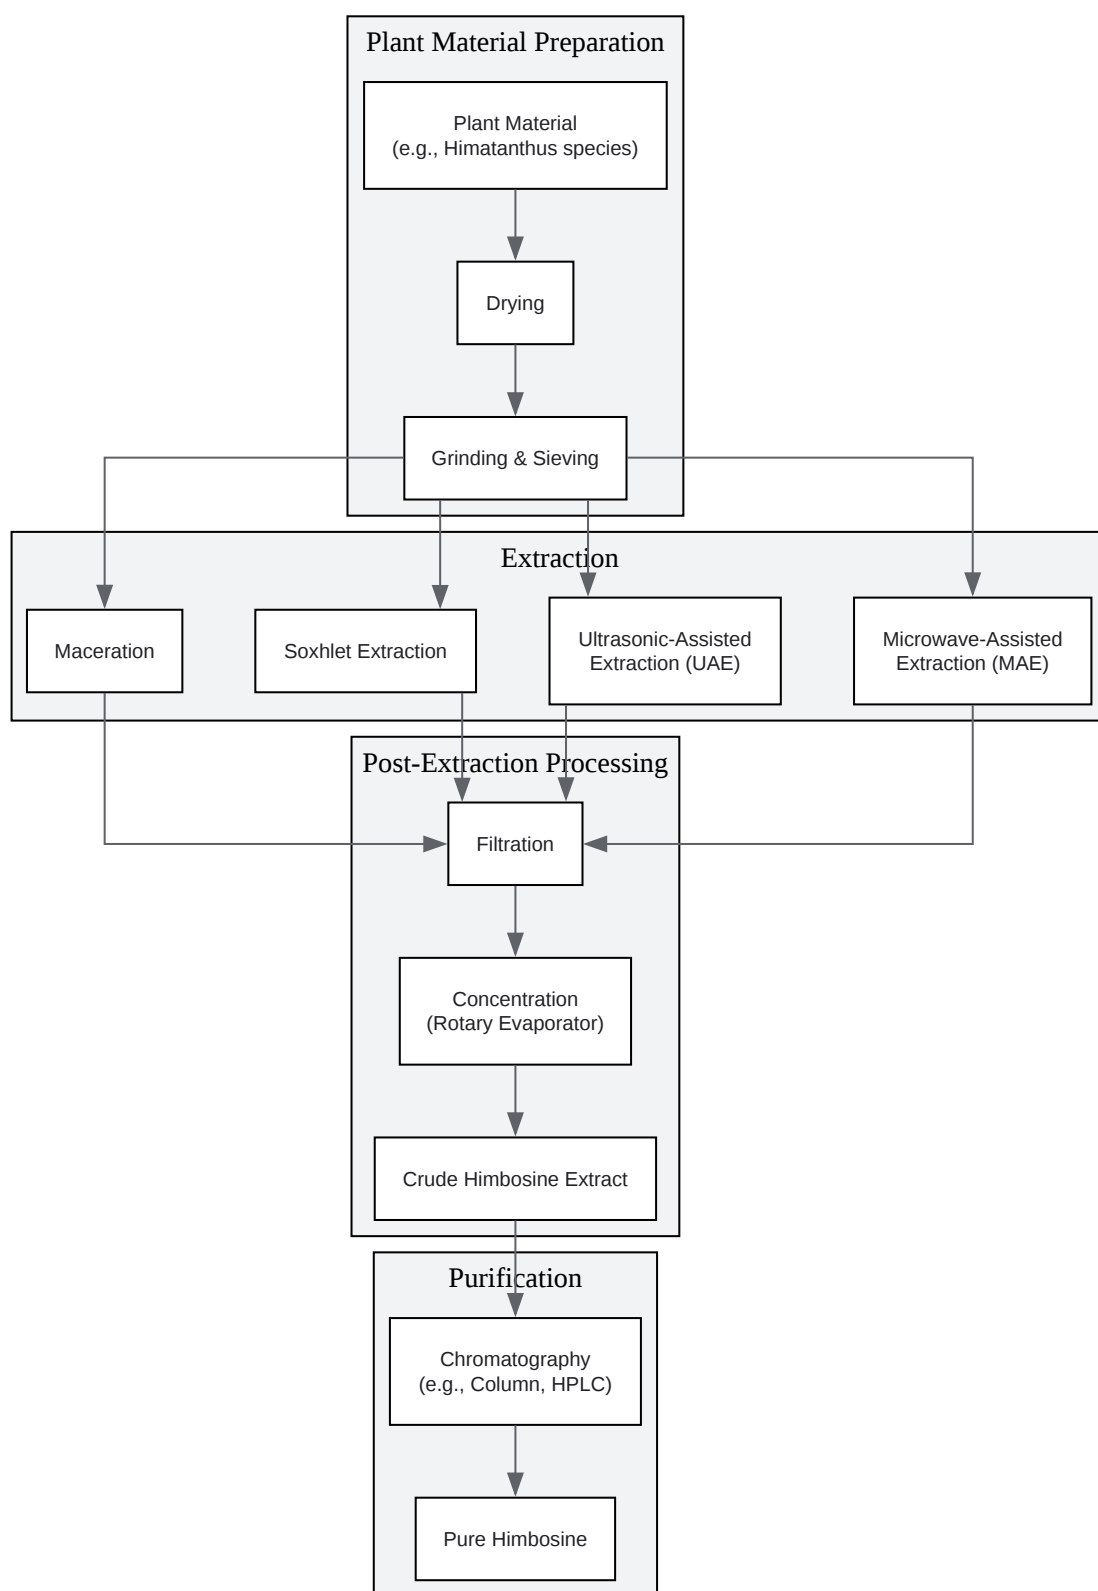 Plant Material Preparation
Plant Material
(e.g., Himatanthus species)
Drying
Grinding & Sieving
Extraction
Maceration
Soxhlet Extraction
Ultrasonic-Assisted
Extraction (UAE)
Microwave-Assisted
Extraction (MAE)
Post-Extraction Processing
Filtration
Concentration
(Rotary Evaporator)
Crude Himbosine Extract
Purification
Chromatography
(e.g., Column, HPLC)
Pure Himbosine